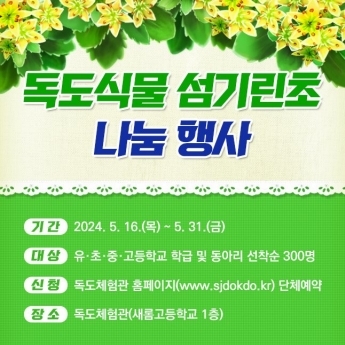 독도식물 섬기린초
나눔 행사
기 간 2024. 5. 16.(목) ~ 5. 31.(금)
대 상 유·초·중·고등학교 학급 및 동아리 선착순 300명
신 청 독도체험관 홈페이지(www.sjdokdo.kr) 단체예약
장 소 독도체험관(새롬고등학교 1층)